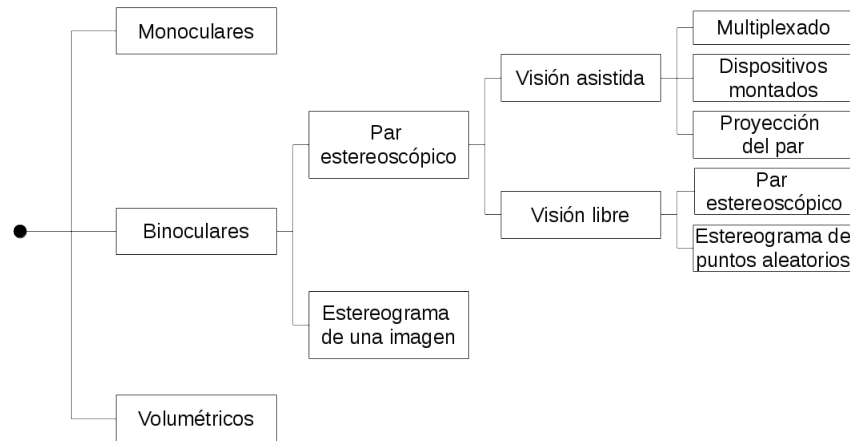 Monoculares
Binoculares
Volumétricos
Par
estereoscópico
Estereograma
de una imagen
Visión asistida
Visión libre
Multiplexado
Dispositivos
montados
Proyección
del par
Par
estereoscópico
Estereograma de
puntos aleatorios